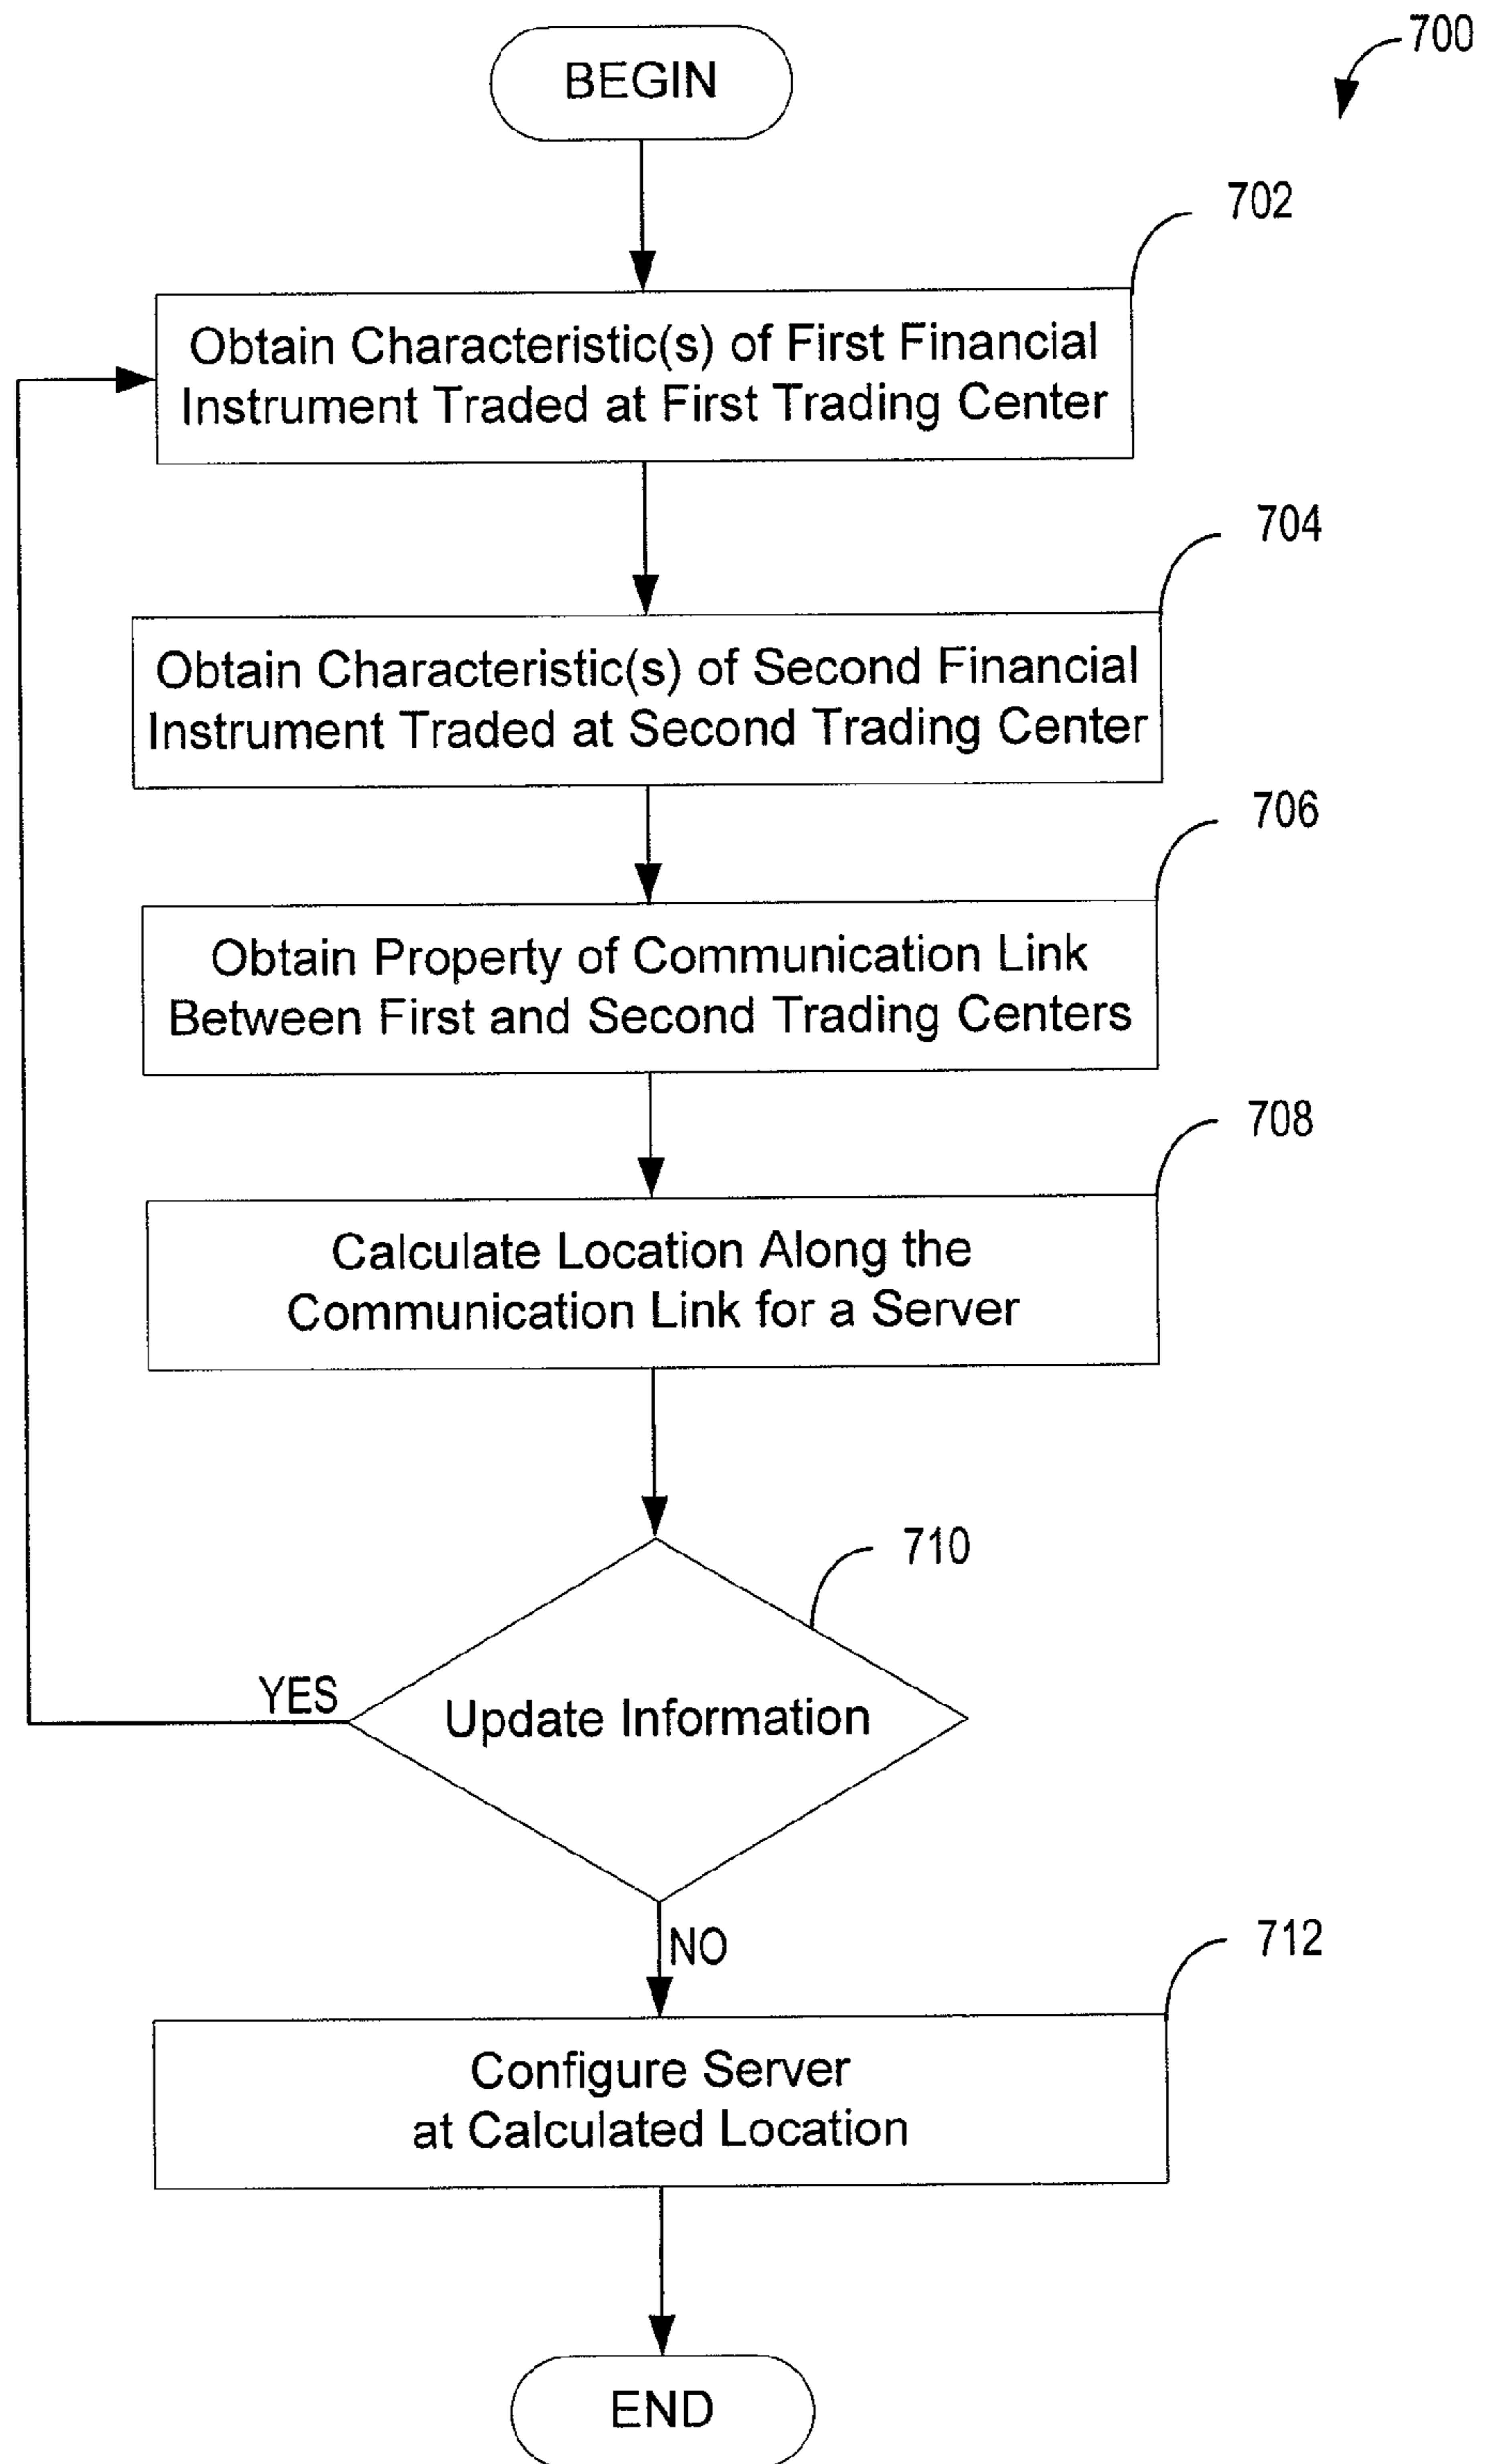 700
BEGIN
702
Obtain Characteristic(s) of First Financial
Instrument Traded at First Trading Center
704
Obtain Characteristic(s) of Second Financial
Instrument Traded at Second Trading Center
706
Obtain Property of Communication Link
Between First and Second Trading Centers
708
Calculate Location Along the
Communication Link for a Server
710
YES
Update Information
NO
712
Configure Server
at Calculated Location
END